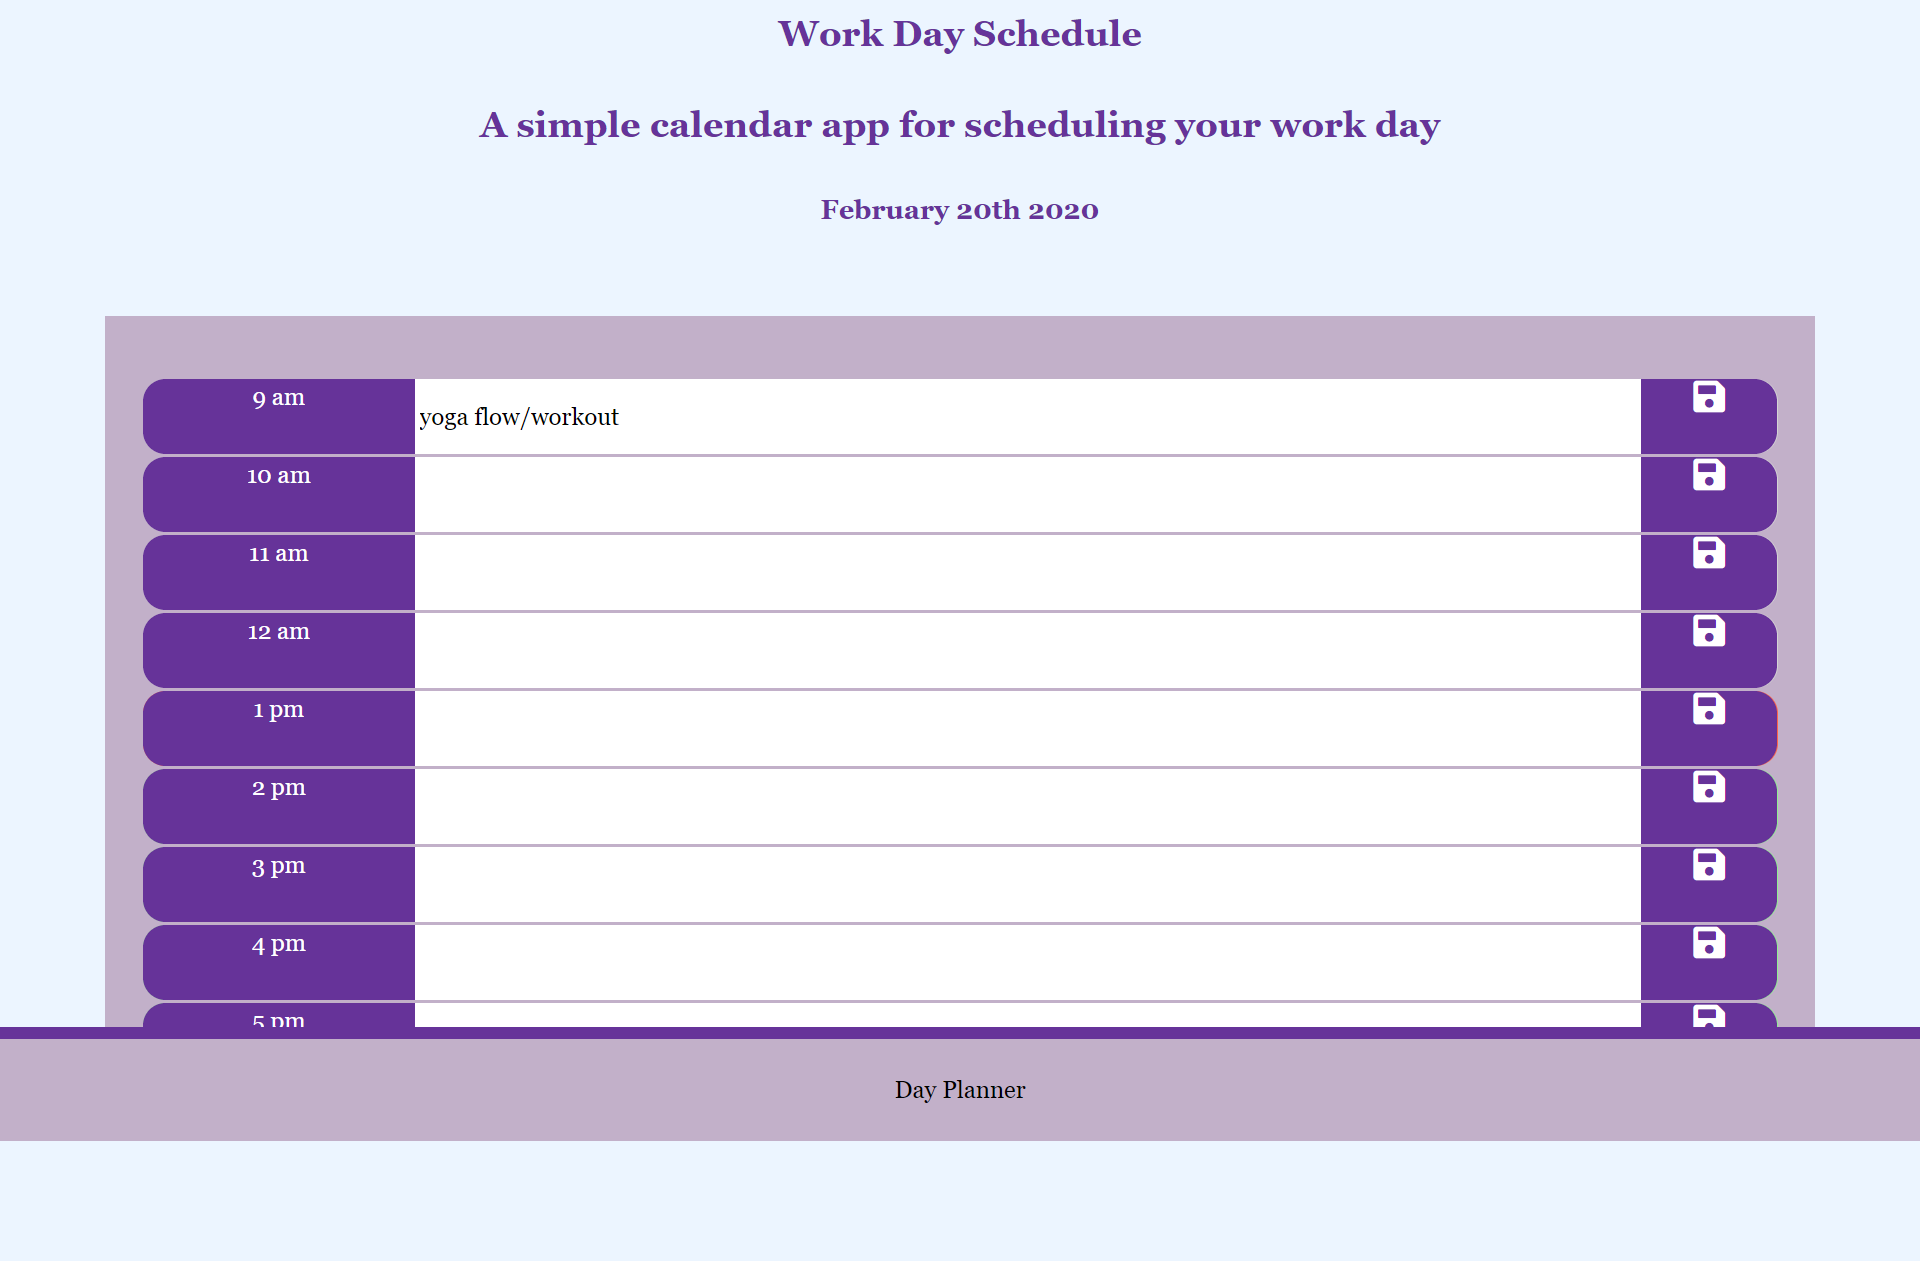 Work Day Schedule
A simple calendar app for scheduling your work day
February 20th 2020
9 am
yoga flow/workout
10 am
11 am
12 am
1 pm
2 pm
3 pm
4 pm
5 pm
Day Planner